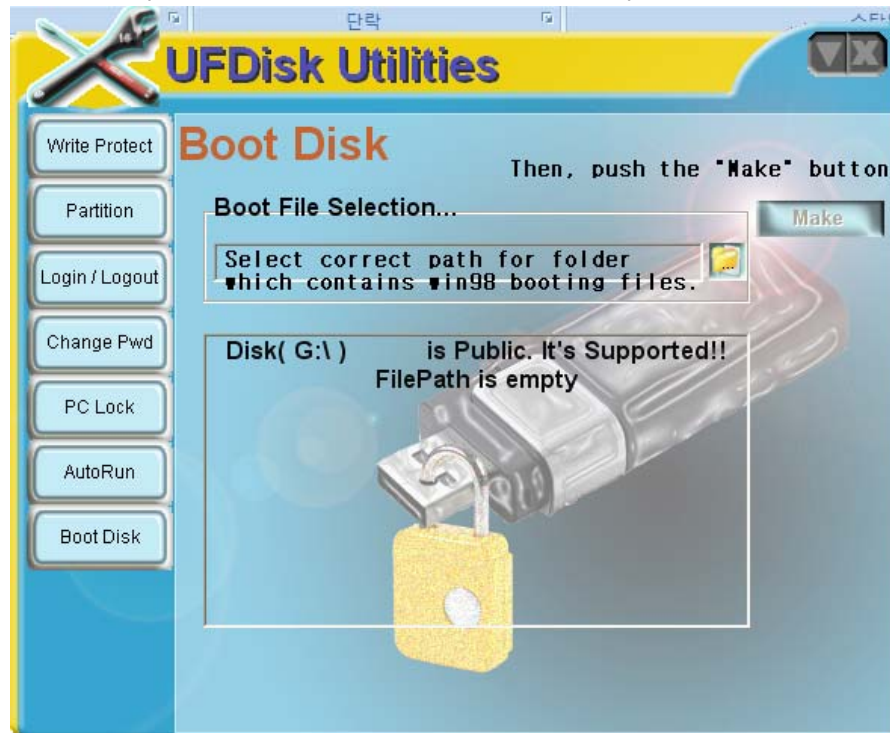 단락
UFDisk Utilities
Write Protect
Partition
Login / Logout
Change Pwd
PC Lock
AutoRun
Boot Disk
Boot Disk
Then, push the "Make" button
Boot File Selection...
Make
Select correct path for folder
which contains win98 booting files.
Disk( G:\ ) is Public. It's Supported!!
FilePath is empty